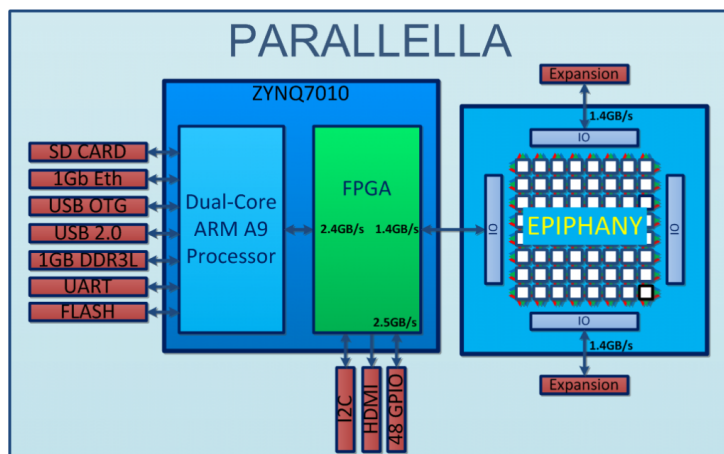 PARALLELLA
ZYNQ7010
Expansion
1.4GB/s
IO
SD CARD
1Gb Eth
USB OTG
USB 2.0
1GB DDR3L
UART
FLASH
Dual-Core
ARM A9
Processor
FPGA
2.4GB/s
1.4GB/s
2.5GB/s
IO
EPIPHANY
IO
IO
1.4GB/s
Expansion
I2C
HDMI
48 GPIO